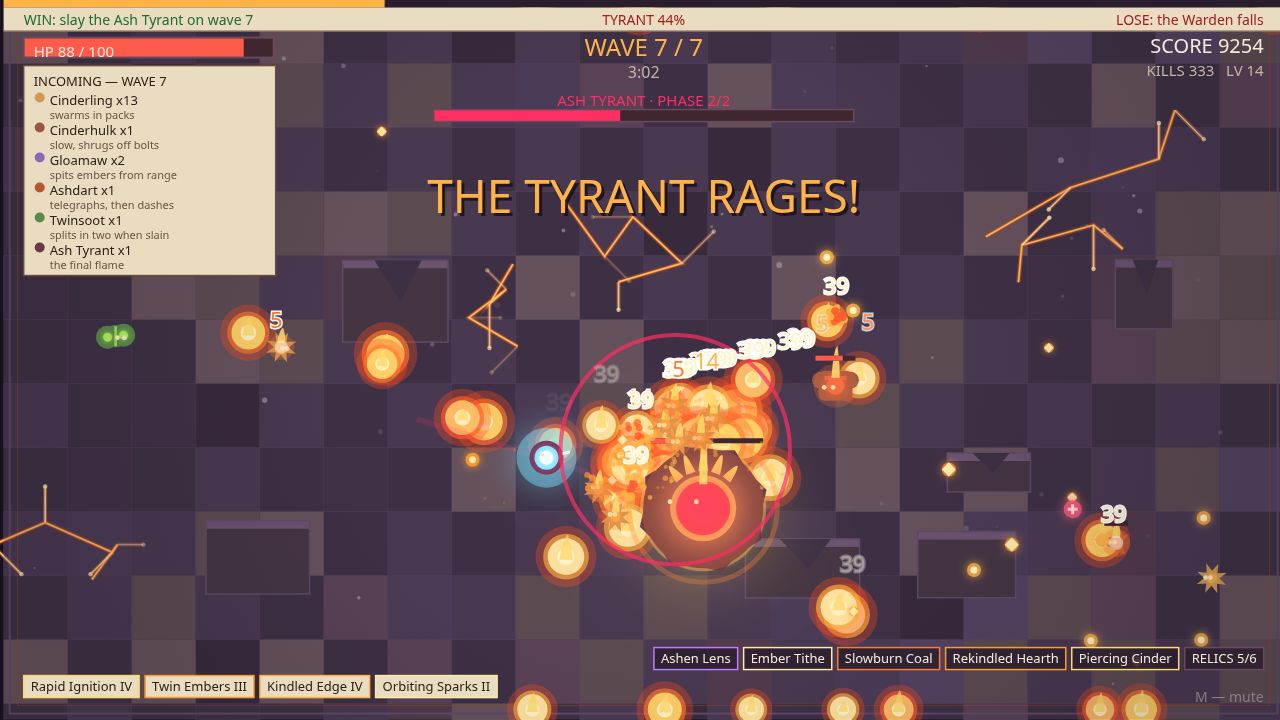 WIN: slay the Ash Tyrant on wave 7
TYRANT 44%
LOSE: the Warden falls
HP 88 / 100
WAVE 7 / 7
SCORE 9254
3:02
KILLS 333 LV 14
INCOMING — WAVE 7
Cinderling x13
swarms in packs
Cinderhulk x1
slow, shrugs off bolts
Gloamaw x2
spits embers from range
Ashdart x1
telegraphs, then dashes
Twinsoot x1
splits in two when slain
Ash Tyrant x1
the final flame
ASH TYRANT · PHASE 2/2
THE TYRANT RAGES!
39
5
5
5
5
14
39
39
39
39
39
39
Ashen Lens
Ember Tithe
Slowburn Coal
Rekindled Hearth
Piercing Cinder
RELICS 5/6
Rapid Ignition IV
Twin Embers III
Kindled Edge IV
Orbiting Sparks II
M — mute